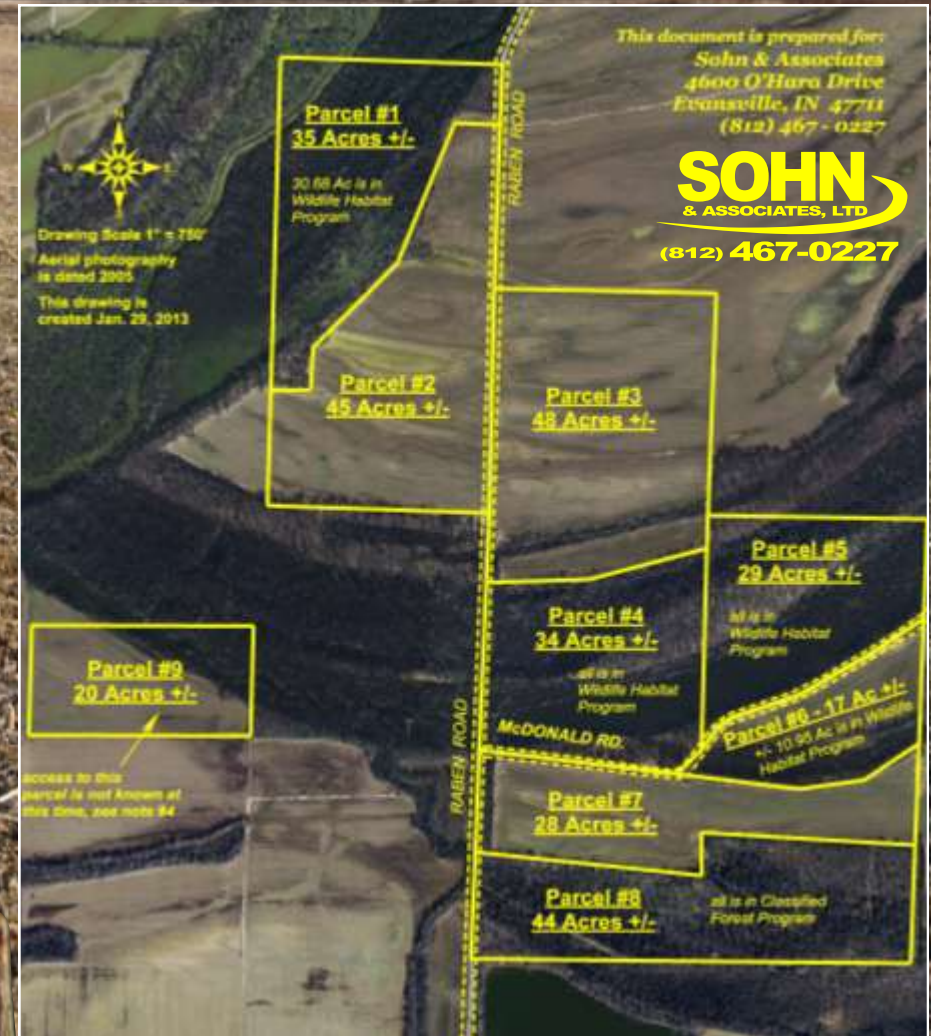 This document is prepared for:
Sohn & Associates
4600 O'Hara Drive
Evansville, IN 47711
(812) 467 - 0227
SOHN
& ASSOCIATES, LTD
(812) 467-0227
N
W
E
S
Drawing Scale 1" = 750'
Aerial photography
is dated 2005
This drawing is
created Jan. 29, 2013
Parcel #1
35 Acres +/-
30.68 Ac is in
Wildlife Habitat
Program
RABEN ROAD
Parcel #2
45 Acres +/-
Parcel #3
48 Acres +/-
Parcel #4
34 Acres +/-
all is in
Wildlife Habitat
Program
Parcel #5
29 Acres +/-
all is in
Wildlife Habitat
Program
Parcel #6 - 17 Ac +/-
+/- 10.95 Ac is in Wildlife
Habitat Program
McDONALD RD.
RABEN ROAD
Parcel #7
28 Acres +/-
Parcel #8
44 Acres +/-
all is in Classified
Forest Program
Parcel #9
20 Acres +/-
access to this
parcel is not known at
this time, see note #4